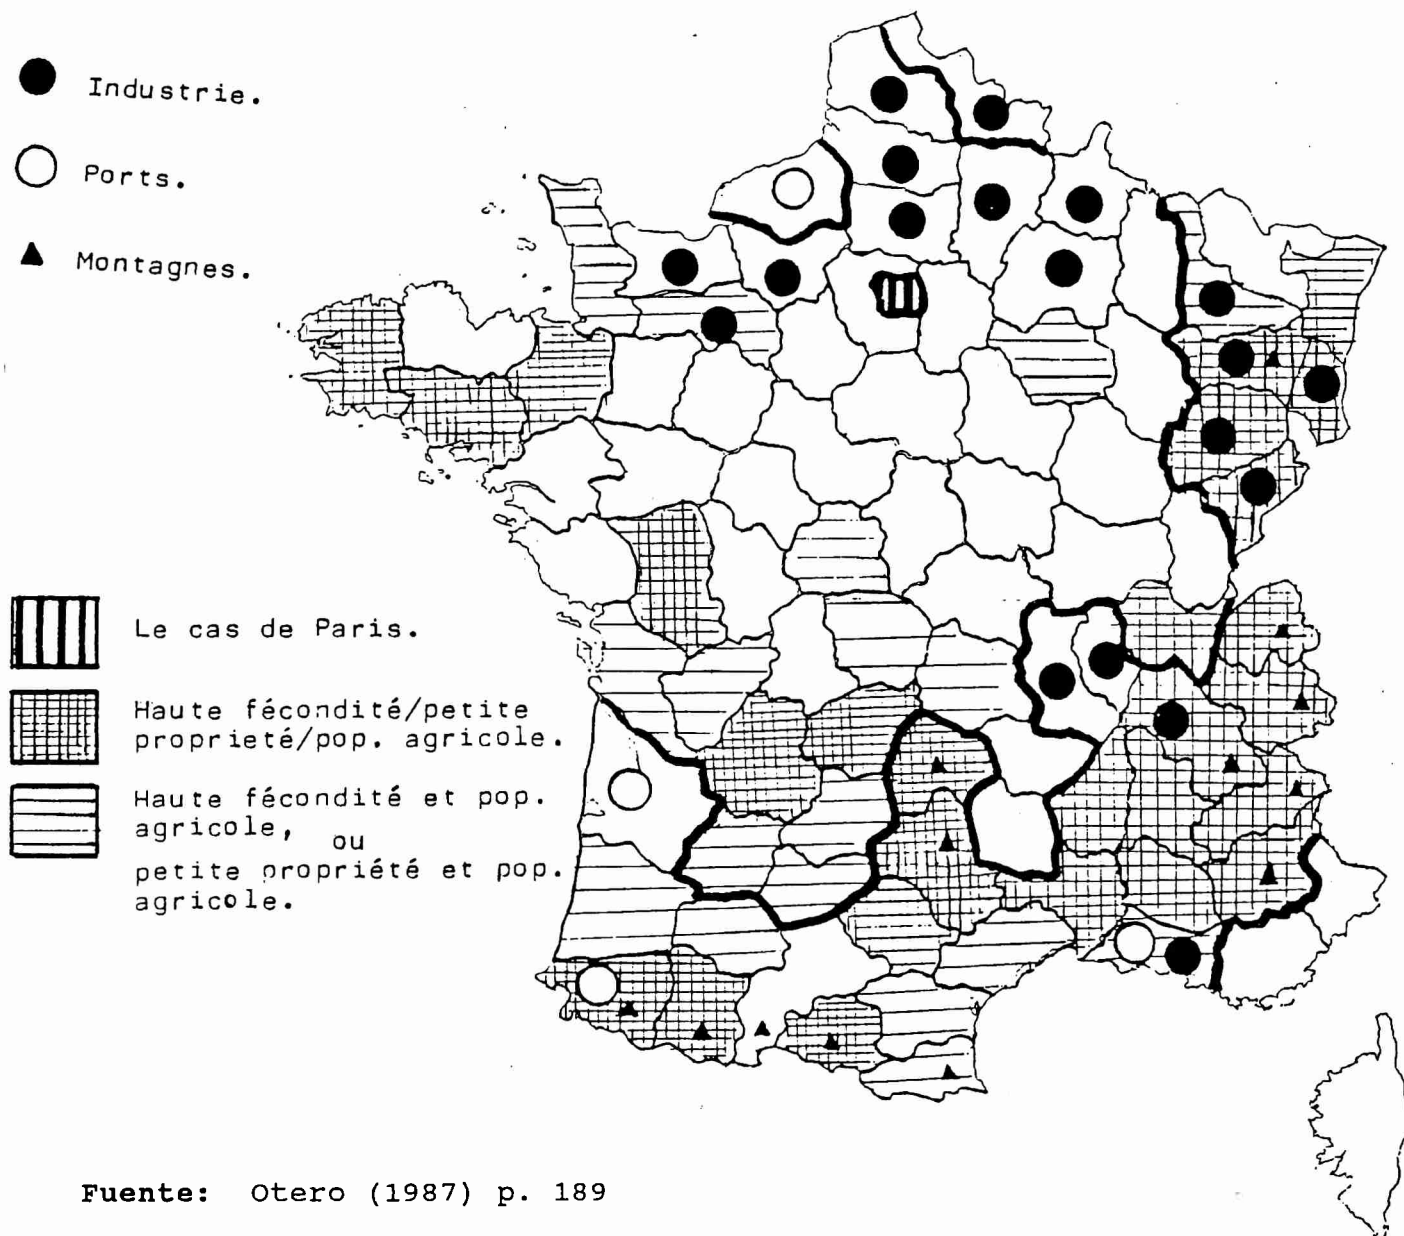 Industrie.
Ports.
Montagnes.
Le cas de Paris.
Haute fécondité/petite
proprieté/pop. agricole.
Haute fécondité et pop.
agricole, ou
petite propriété et pop.
agricole.
Fuente: Otero (1987) p. 189